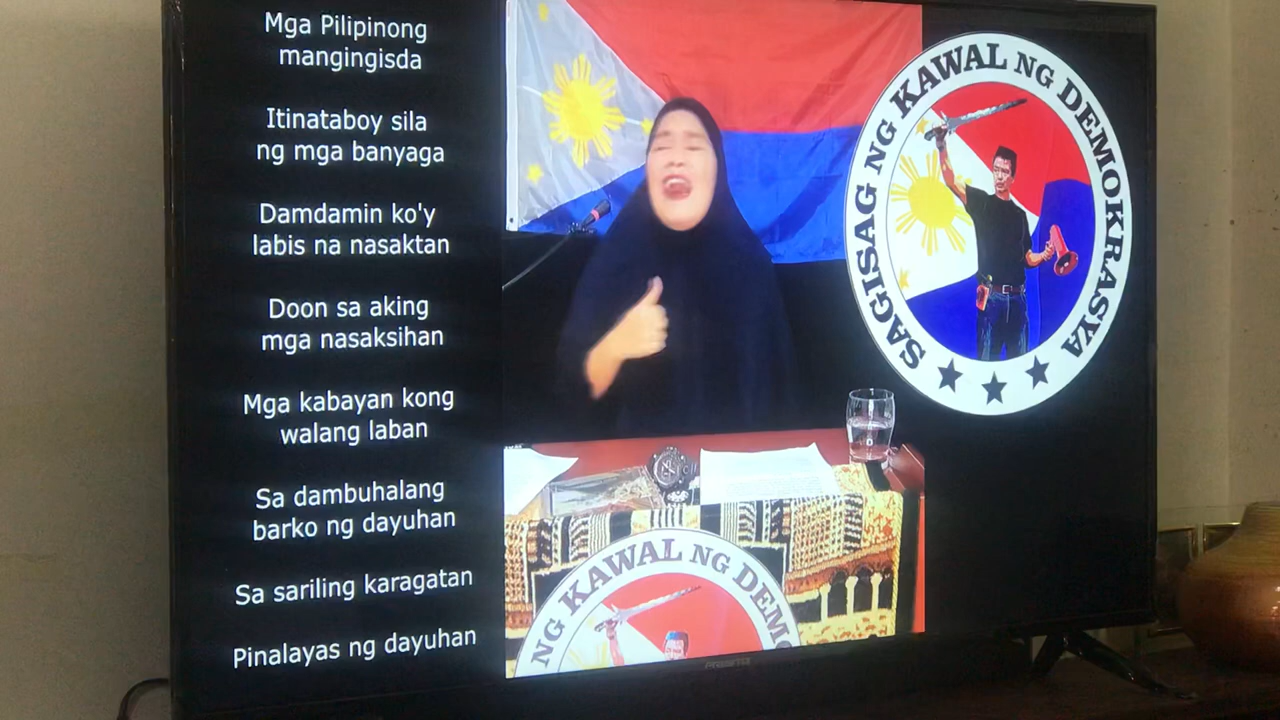 Mga Pilipinong
mangingisda
Itinataboy sila
ng mga banyaga
Damdamin ko'y
labis na nasaktan
Doon sa aking
mga nasaksihan
Mga kabayan kong
walang laban
Sa dambuhalang
barko ng dayuhan
Sa sariling karagatan
Pinalayas ng dayuhan
SAGISAG NG KAWAL NG DEMOKRASYA
NG KAWAL NG DEMO